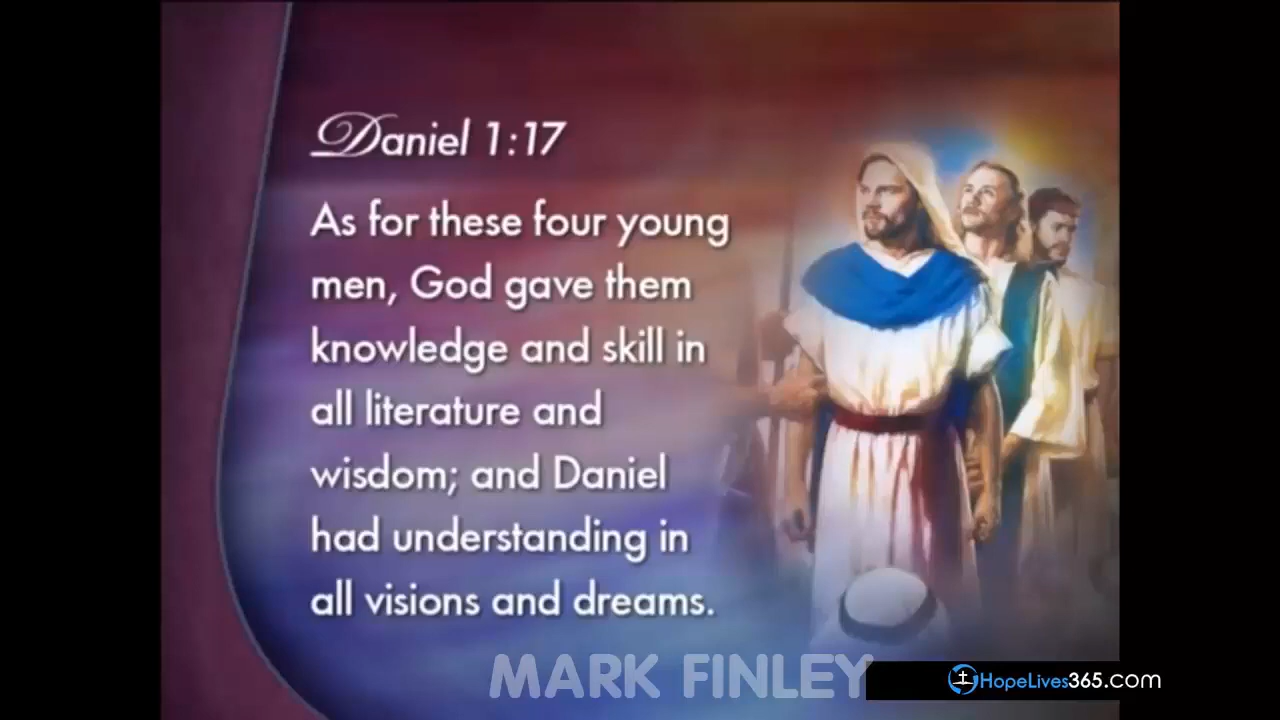 Daniel 1:17
As for these four young
men, God gave them
knowledge and skill in
all literature and
wisdom; and Daniel
had understanding in
all visions and dreams.
MARK FINLEY
HopeLives365.com